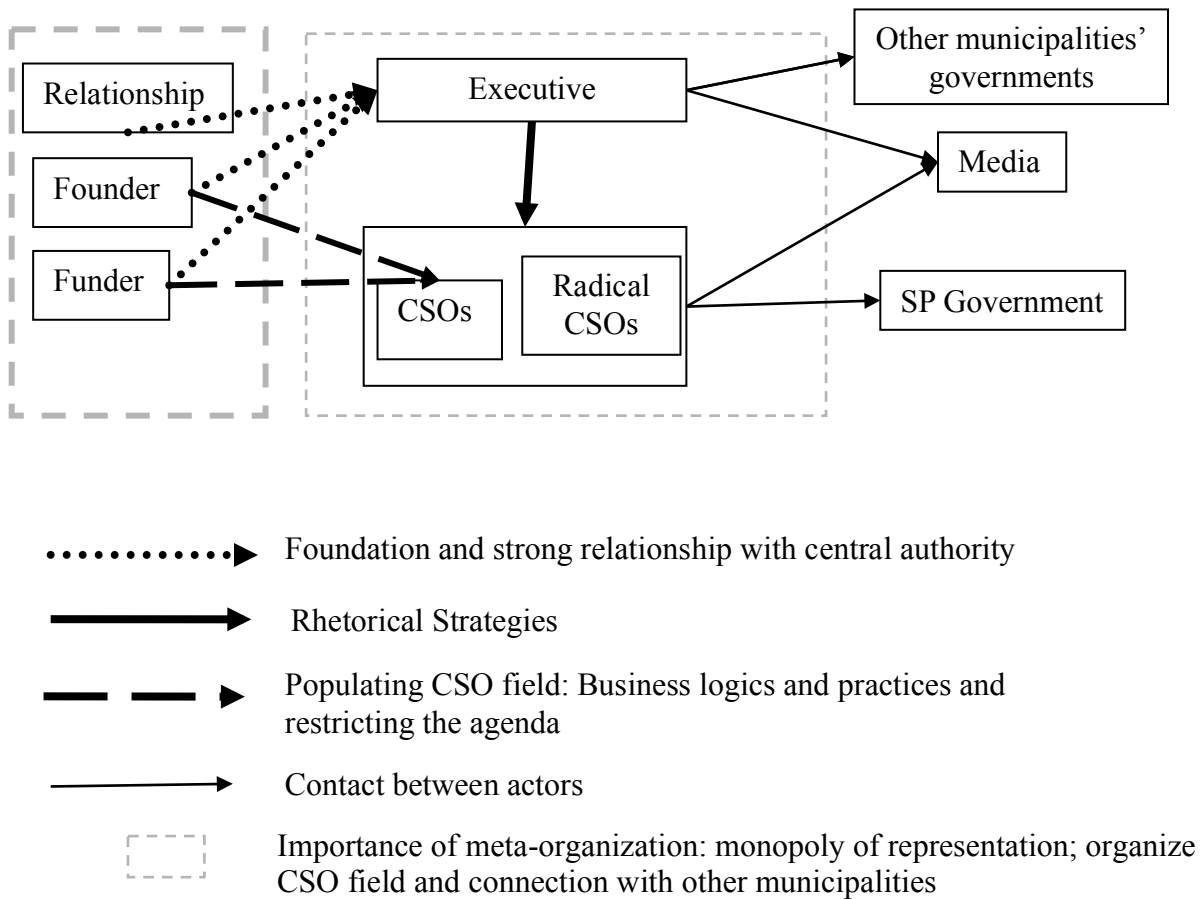 Relationship
Founder
Funder
Executive
CSOs
Radical
CSOs
Other municipalities’
governments
Media
SP Government
Foundation and strong relationship with central authority
Rhetorical Strategies
Populating CSO field: Business logics and practices and
restricting the agenda
Contact between actors
Importance of meta-organization: monopoly of representation; organize
CSO field and connection with other municipalities